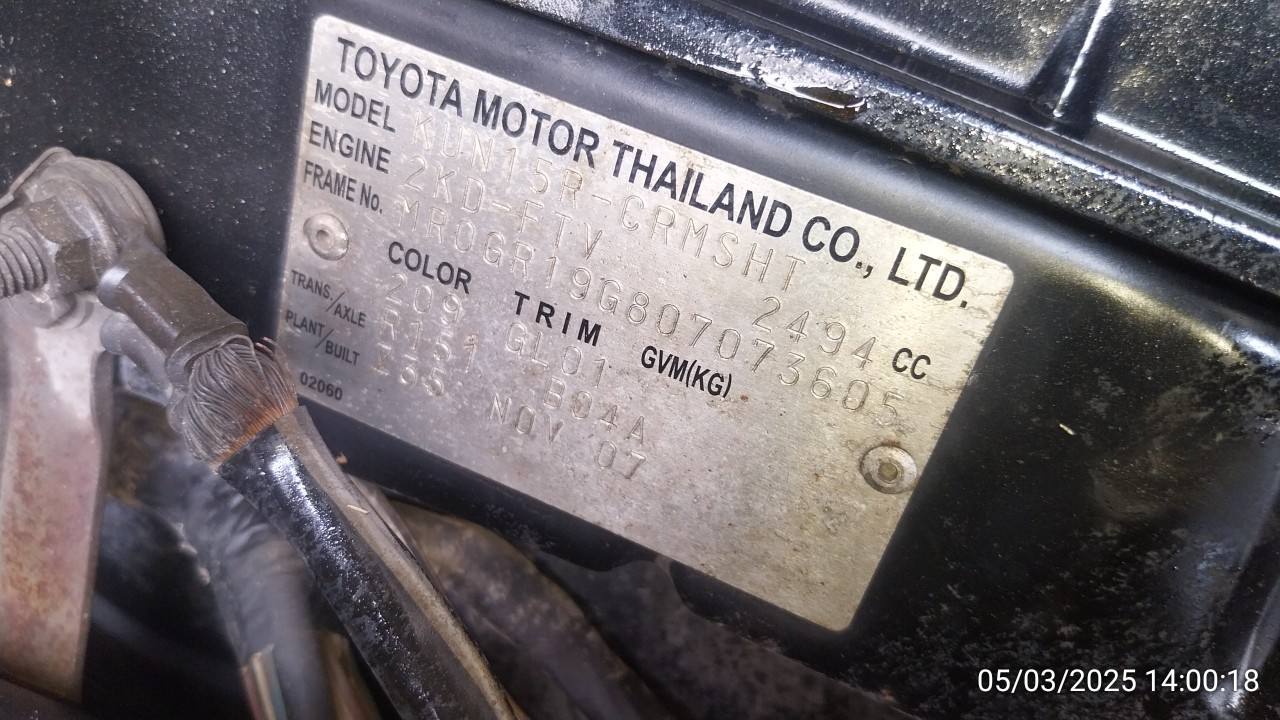 TOYOTA MOTOR THAILAND CO., LTD.
MODEL KUN15R-CRMSHT
ENGINE 2KD-FTV 2494 CC
FRAME No. MR0GR19G807073605
COLOR TRIM GVM(KG)
209 GL01
TRANS./AXLE R151 B04A
PLANT/BUILT NOV 07
02060
05/03/2025 14:00:18